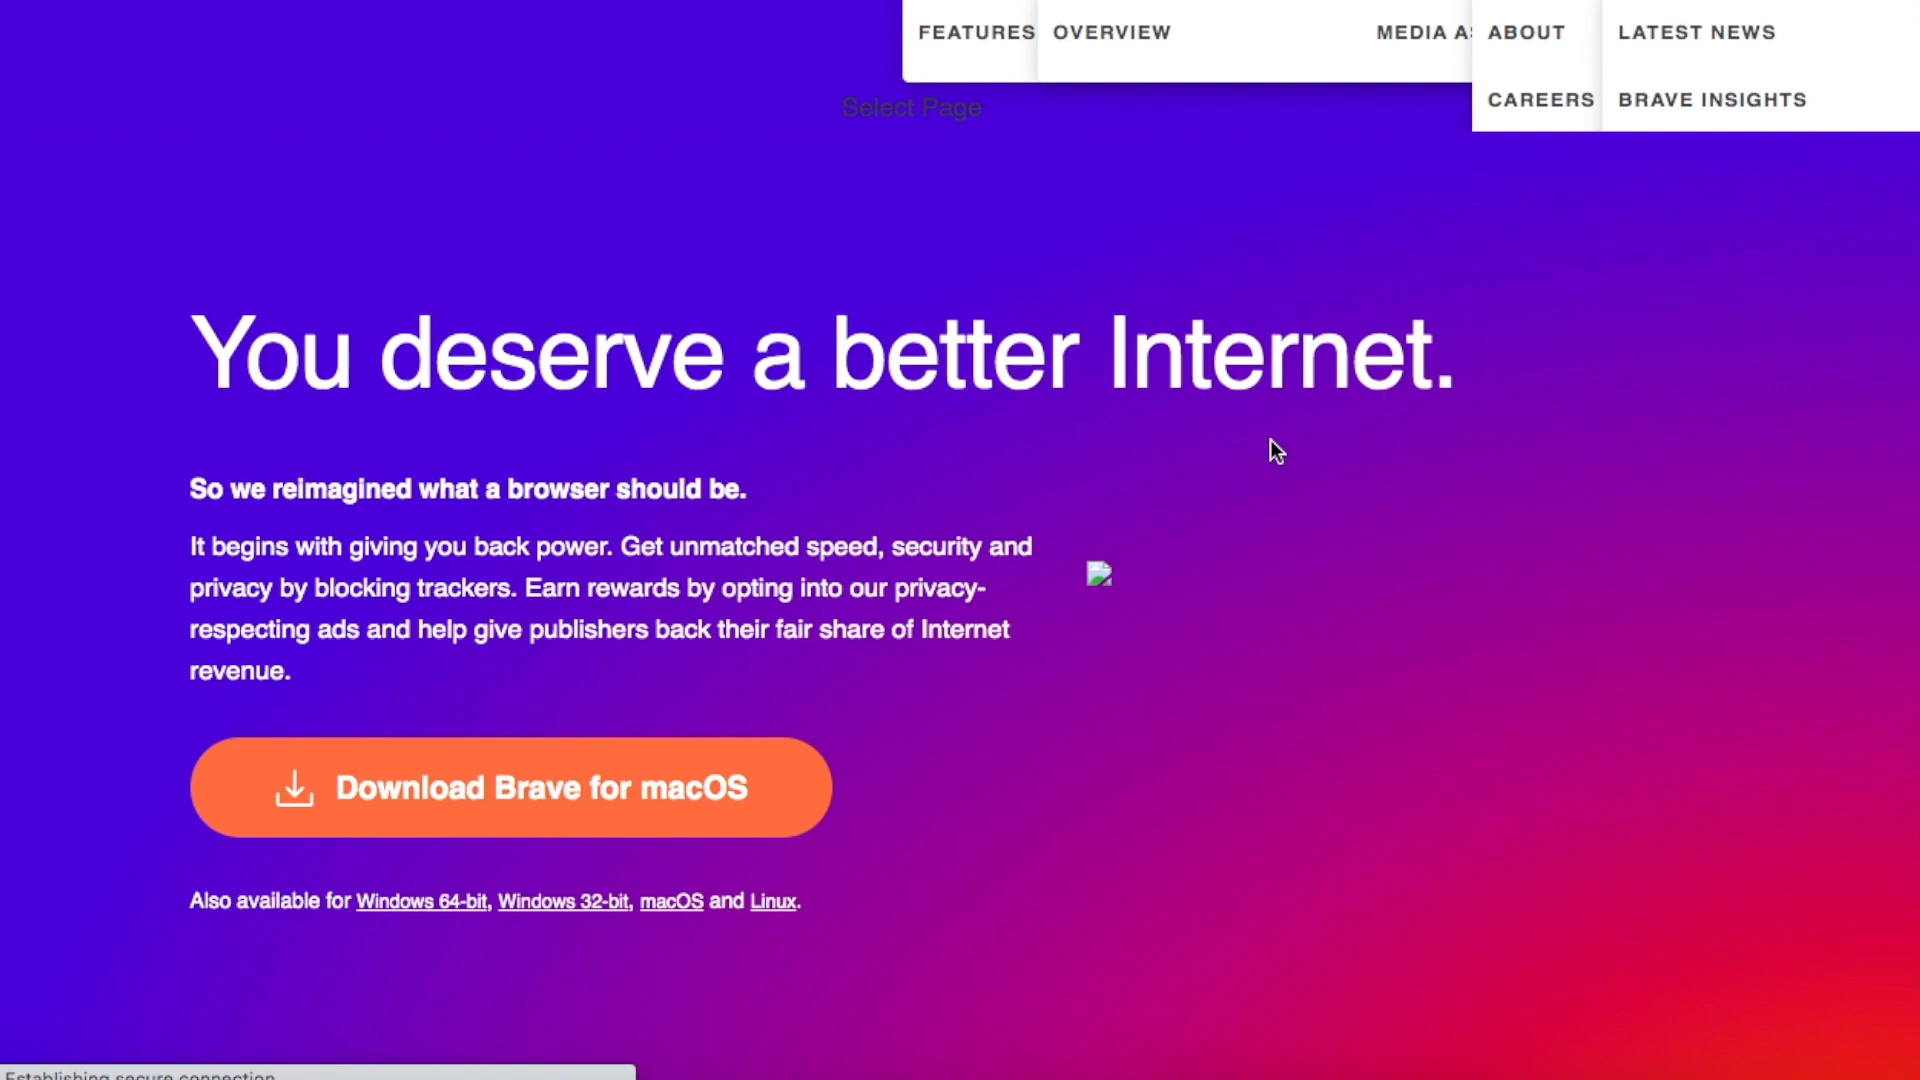 FEATURES OVERVIEW MEDIA ABOUT LATEST NEWS
CAREERS BRAVE INSIGHTS
Select Page
You deserve a better Internet.
So we reimagined what a browser should be.
It begins with giving you back power. Get unmatched speed, security and
privacy by blocking trackers. Earn rewards by opting into our privacy-
respecting ads and help give publishers back their fair share of Internet
revenue.
Download Brave for macOS
Also available for Windows 64-bit, Windows 32-bit, macOS and Linux.
Establishing secure connection